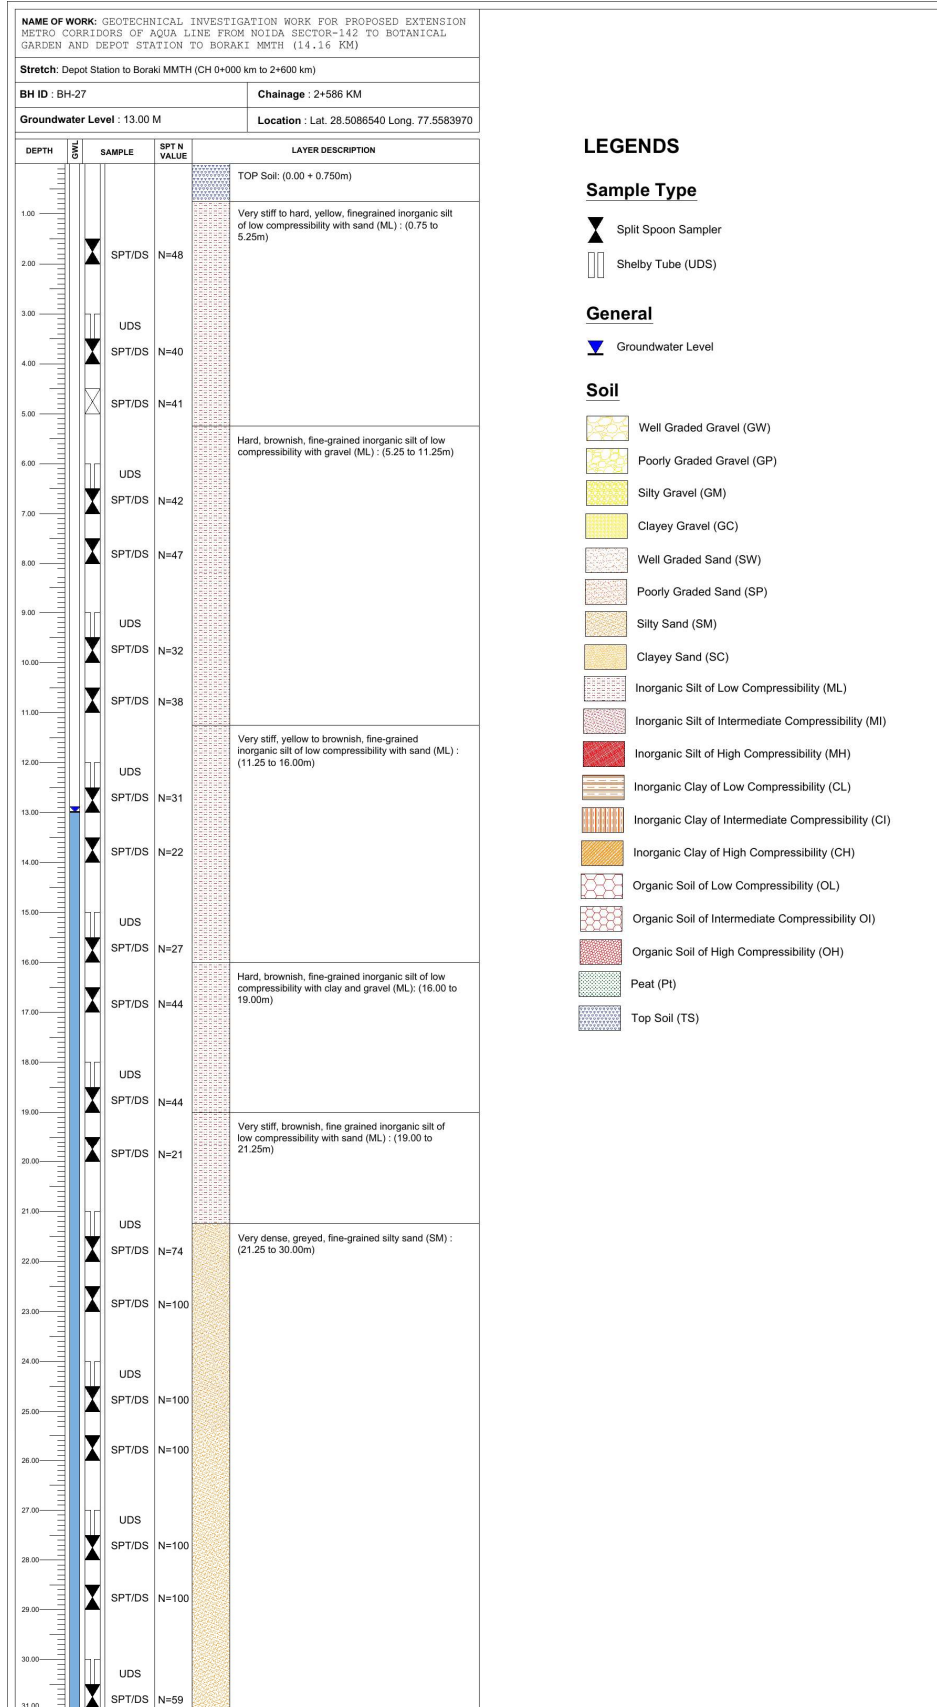 NAME OF WORK: GEOTECHNICAL INVESTIGATION WORK FOR PROPOSED EXTENSION
METRO CORRIDORS OF AQUA LINE FROM NOIDA SECTOR-142 TO BOTANICAL
GARDEN AND DEPOT STATION TO BORAKI MMTH (14.16 KM)
Stretch: Depot Station to Boraki MMTH (CH 0+000 km to 2+600 km)
BH ID : BH-27
Chainage : 2+586 KM
Groundwater Level : 13.00 M
Location : Lat. 28.5086540 Long. 77.5583970
DEPTH
GWL
SAMPLE
SPT N
VALUE
LAYER DESCRIPTION
TOP Soil: (0.00 + 0.750m)
1.00
Very stiff to hard, yellow, finegrained inorganic silt
of low compressibility with sand (ML) : (0.75 to
5.25m)
SPT/DS N=48
2.00
3.00
UDS
SPT/DS N=40
4.00
SPT/DS N=41
5.00
Hard, brownish, fine-grained inorganic silt of low
compressibility with gravel (ML) : (5.25 to 11.25m)
6.00
UDS
SPT/DS N=42
7.00
SPT/DS N=47
8.00
9.00
UDS
SPT/DS N=32
10.00
SPT/DS N=38
11.00
Very stiff, yellow to brownish, fine-grained
inorganic silt of low compressibility with sand (ML) :
(11.25 to 16.00m)
12.00
UDS
SPT/DS N=31
13.00
SPT/DS N=22
14.00
15.00
UDS
SPT/DS N=27
16.00
Hard, brownish, fine-grained inorganic silt of low
compressibility with clay and gravel (ML): (16.00 to
19.00m)
SPT/DS N=44
17.00
18.00
UDS
SPT/DS N=44
19.00
Very stiff, brownish, fine grained inorganic silt of
low compressibility with sand (ML) : (19.00 to
21.25m)
SPT/DS N=21
20.00
21.00
UDS
Very dense, greyed, fine-grained silty sand (SM) :
(21.25 to 30.00m)
SPT/DS N=74
22.00
SPT/DS N=100
23.00
24.00
UDS
SPT/DS N=100
25.00
SPT/DS N=100
26.00
27.00
UDS
SPT/DS N=100
28.00
SPT/DS N=100
29.00
30.00
UDS
SPT/DS N=59
31.00
LEGENDS
Sample Type
Split Spoon Sampler
Shelby Tube (UDS)
General
Groundwater Level
Soil
Well Graded Gravel (GW)
Poorly Graded Gravel (GP)
Silty Gravel (GM)
Clayey Gravel (GC)
Well Graded Sand (SW)
Poorly Graded Sand (SP)
Silty Sand (SM)
Clayey Sand (SC)
Inorganic Silt of Low Compressibility (ML)
Inorganic Silt of Intermediate Compressibility (MI)
Inorganic Silt of High Compressibility (MH)
Inorganic Clay of Low Compressibility (CL)
Inorganic Clay of Intermediate Compressibility (CI)
Inorganic Clay of High Compressibility (CH)
Organic Soil of Low Compressibility (OL)
Organic Soil of Intermediate Compressibility OI)
Organic Soil of High Compressibility (OH)
Peat (Pt)
Top Soil (TS)